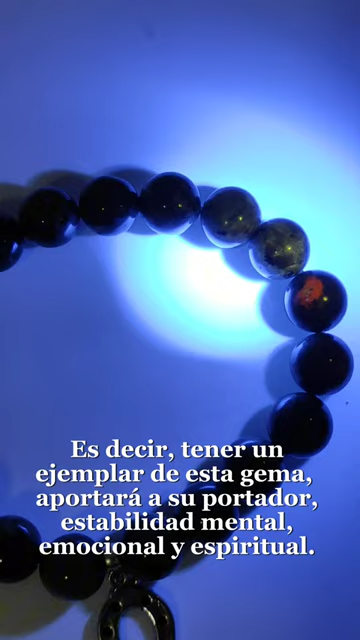 Es decir, tener un
ejemplar de esta gema,
aportará a su portador,
estabilidad mental,
emocional y espiritual.